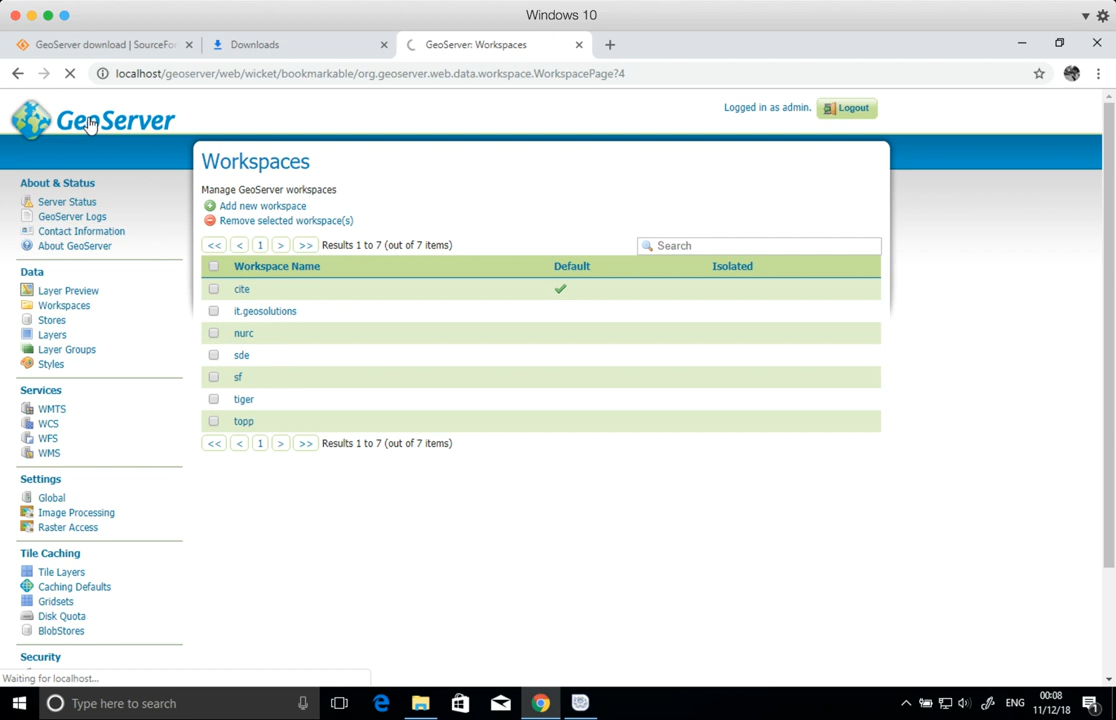 Windows 10
GeoServer download | SourceFor
Downloads
GeoServer: Workspaces
localhost/geoserver/web/wicket/bookmarkable/org.geoserver.web.data.workspace.WorkspacePage?4
GeoServer
Logged in as admin.
Logout
About & Status
Server Status
GeoServer Logs
Contact Information
About GeoServer
Data
Layer Preview
Workspaces
Stores
Layers
Layer Groups
Styles
Services
WMTS
WCS
WFS
WMS
Settings
Global
Image Processing
Raster Access
Tile Caching
Tile Layers
Caching Defaults
Gridsets
Disk Quota
BlobStores
Security
Workspaces
Manage GeoServer workspaces
Add new workspace
Remove selected workspace(s)
<< < 1 > >> Results 1 to 7 (out of 7 items)
Search
Workspace Name Default Isolated
cite
it.geosolutions
nurc
sde
sf
tiger
topp
<< < 1 > >> Results 1 to 7 (out of 7 items)
Waiting for localhost...
Type here to search
ENG
00:08
11/12/18
1